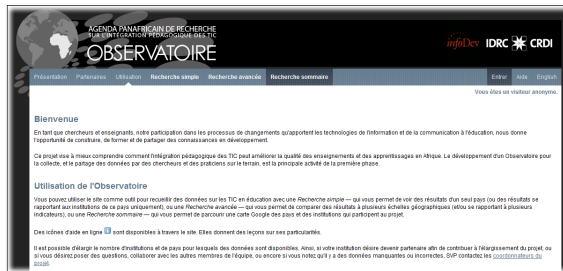 AGENDA PANAFRICAIN DE RECHERCHE
SUR L'INTÉGRATION PÉDAGOGIQUE DES TIC
OBSERVATOIRE
infoDev IDRC CRDI
Présentation Partenaires Utilisation Recherche simple Recherche avancée Recherche sommaire Entrer Aide English
Vous êtes un visiteur anonyme.
Bienvenue
En tant que chercheurs et enseignants, notre participation dans les processus de changements qu'apportent les technologies de l'information et de la communication à l'éducation, nous donne
l'opportunité de construire, de former et de partager des connaissances en développement.
Ce projet vise à mieux comprendre comment l'intégration pédagogique des TIC peut améliorer la qualité des enseignements et des apprentissages en Afrique. Le développement d'un Observatoire pour
la collecte, et le partage des données par des chercheurs et des praticiens sur le terrain, est la principale activité de la première phase.
Utilisation de l'Observatoire
Vous pouvez utiliser le site comme outil pour recueillir des données sur les TIC en éducation avec une Recherche simple — qui vous permet de voir des résultats d'un seul pays (ou des résultats se
rapportant aux institutions de ce pays uniquement), ou une Recherche avancée — qui vous permet de comparer des résultats à plusieurs échelles géographiques (et/ou se rapportant à plusieurs
indicateurs), ou une Recherche sommaire — qui vous permet de parcourir une carte Google des pays et des institutions qui participent au projet.
Des icônes d'aide en ligne sont disponibles à travers le site. Elles donnent des leçons sur ses particularités.
Il est possible d'élargir le nombre d'institutions et de pays pour lesquels des données sont disponibles. Ainsi, si votre institution désire devenir partenaire afin de contribuer à l'élargissement du projet, ou
si vous désirez poser des questions, collaborer avec les autres membres de l'équipe, ou encore si vous notez qu'il y a des données manquantes ou incorrectes, SVP contactez les coordonnateurs du
projet.